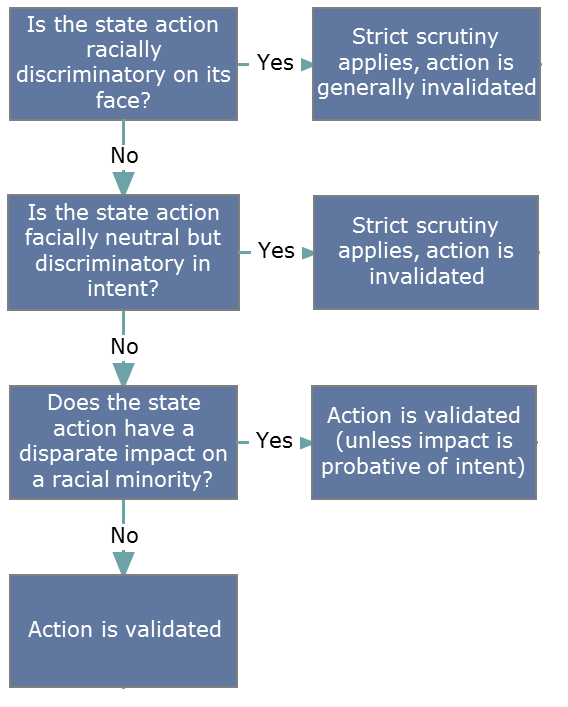 Is the state action
racially
discriminatory on its
face?
Yes
Strict scrutiny
applies, action is
generally invalidated
No
Is the state action
facially neutral but
discriminatory in
intent?
Yes
Strict scrutiny
applies, action is
invalidated
No
Does the state
action have a
disparate impact on
a racial minority?
Yes
Action is validated
(unless impact is
probative of intent)
No
Action is validated